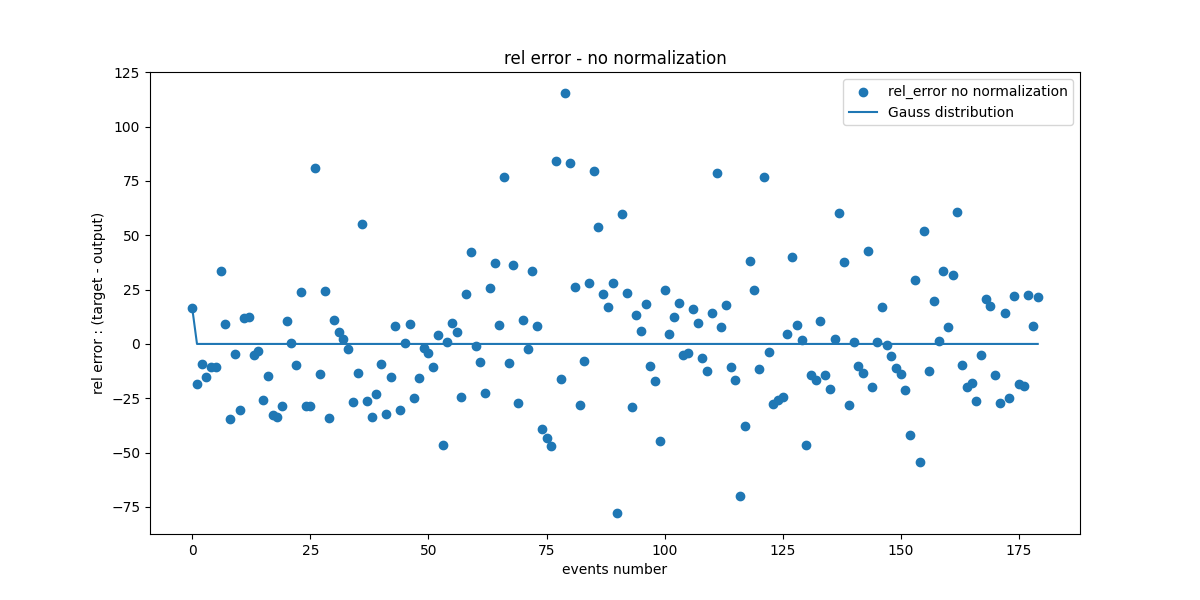 rel error - no normalization
125
100
75
50
25
0
−25
−50
−75
rel error : (target - output)
rel_error no normalization
Gauss distribution
0 25 50 75 100 125 150 175
events number